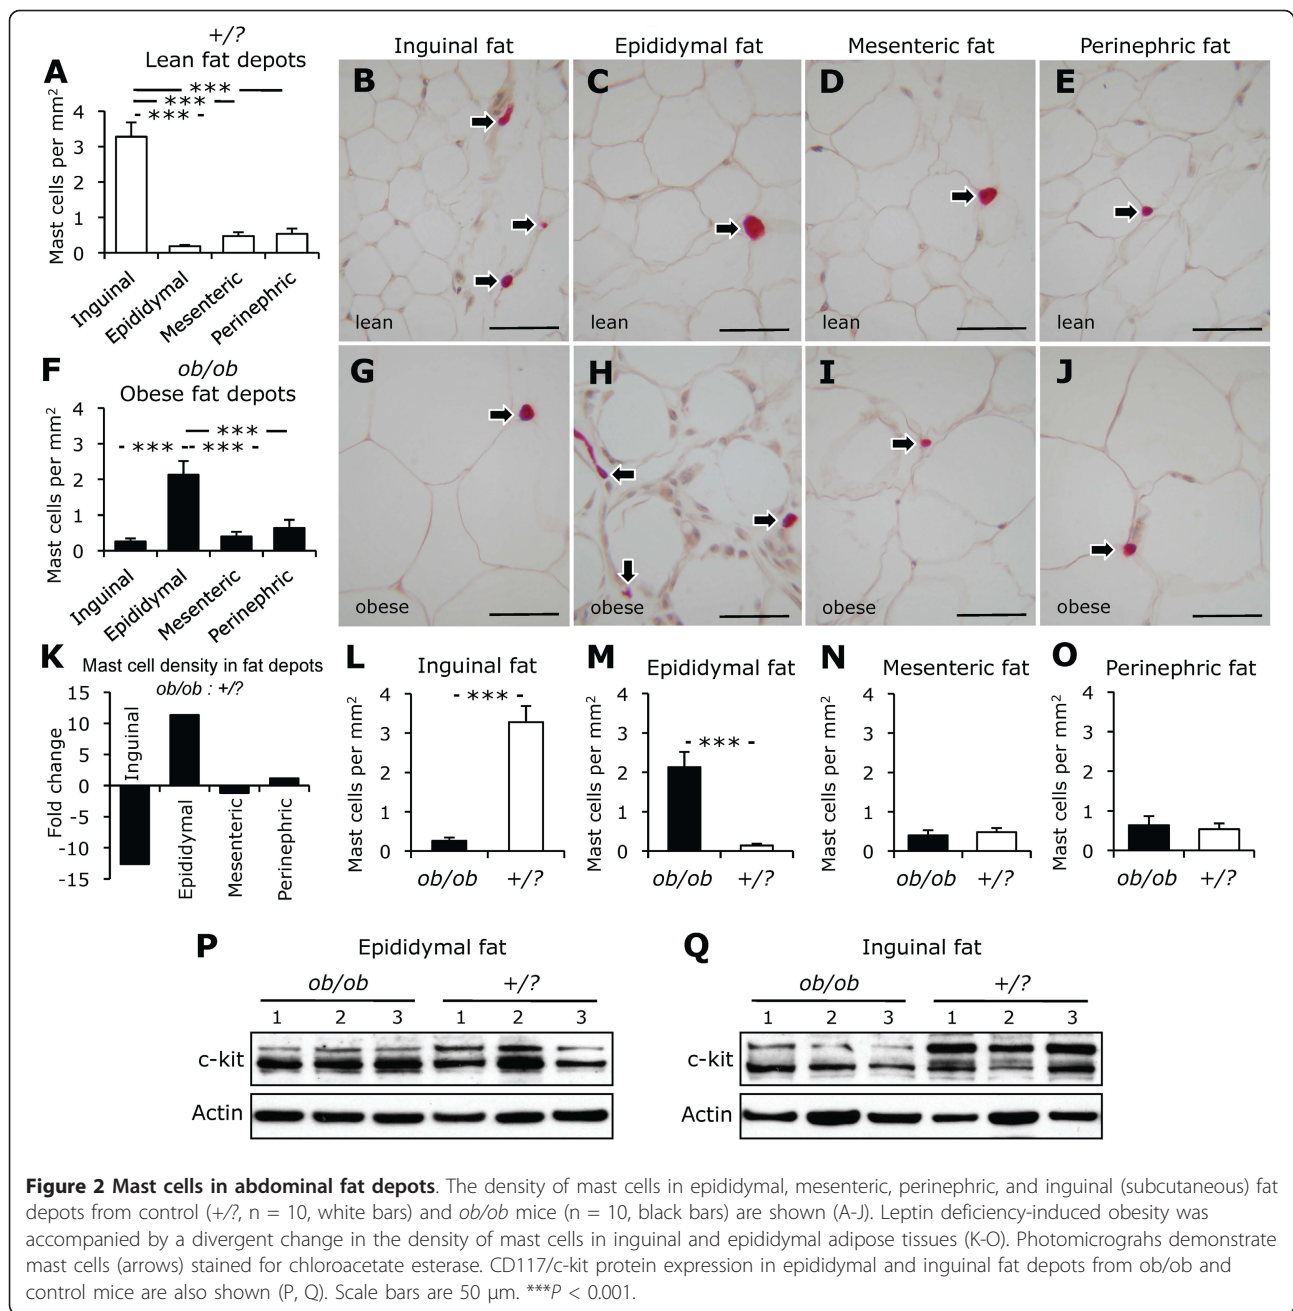 +/?
Lean fat depots
A
***
***
- *** -
Mast cells per mm²
4
3
2
1
0
Inguinal
Epididymal
Mesenteric
Perinephric
Inguinal fat
Epididymal fat
Mesenteric fat
Perinephric fat
B
lean
C
lean
D
lean
E
lean
F
ob/ob
Obese fat depots
***
- *** -- *** -
Mast cells per mm²
4
3
2
1
0
Inguinal
Epididymal
Mesenteric
Perinephric
G
obese
H
obese
I
obese
J
obese
K
Mast cell density in fat depots
ob/ob : +/?
Fold change
15
10
5
0
-5
-10
-15
Inguinal
Epididymal
Mesenteric
Perinephric
L
Inguinal fat
Mast cells per mm²
4
3
2
1
0
- *** -
ob/ob +/?
M
Epididymal fat
Mast cells per mm²
4
3
2
1
0
- *** -
ob/ob +/?
N
Mesenteric fat
Mast cells per mm²
4
3
2
1
0
ob/ob +/?
O
Perinephric fat
Mast cells per mm²
4
3
2
1
0
ob/ob +/?
P
Epididymal fat
ob/ob +/?
1 2 3 1 2 3
c-kit
Actin
Q
Inguinal fat
ob/ob +/?
1 2 3 1 2 3
c-kit
Actin
Figure 2 Mast cells in abdominal fat depots. The density of mast cells in epididymal, mesenteric, perinephric, and inguinal (subcutaneous) fat
depots from control (+/?, n = 10, white bars) and ob/ob mice (n = 10, black bars) are shown (A-J). Leptin deficiency-induced obesity was
accompanied by a divergent change in the density of mast cells in inguinal and epididymal adipose tissues (K-O). Photomicrograhs demonstrate
mast cells (arrows) stained for chloacetate esterase. CD117/c-kit protein expression in epididymal and inguinal fat depots from ob/ob and
control mice are also shown (P, Q). Scale bars are 50 μm. ***P < 0.001.